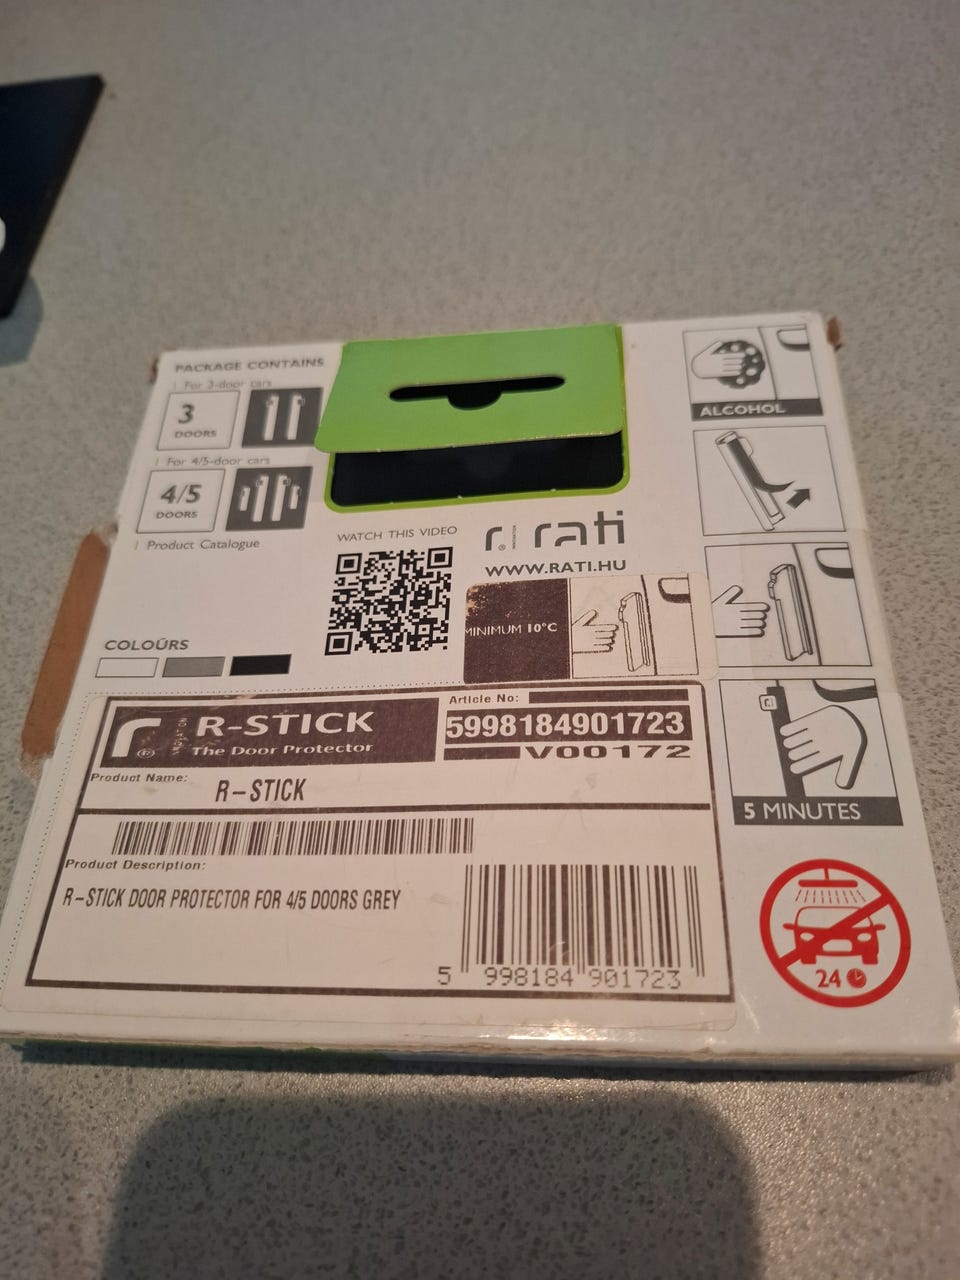 PACKAGE CONTAINS
For 3-door cars
3
DOORS
For 4/5-door cars
4/5
DOORS
Product Catalogue
WATCH THIS VIDEO
r® INNOVATION rati
WWW.RATI.HU
MINIMUM 10°C
COLOURS
ALCOHOL
5 MINUTES
24
r® INNOVATION
R-STICK
The Door Protector
Article No:
5998184901723
V00172
Product Name:
R-STICK
Product Description:
R-STICK DOOR PROTECTOR FOR 4/5 DOORS GREY
5 998184 901723